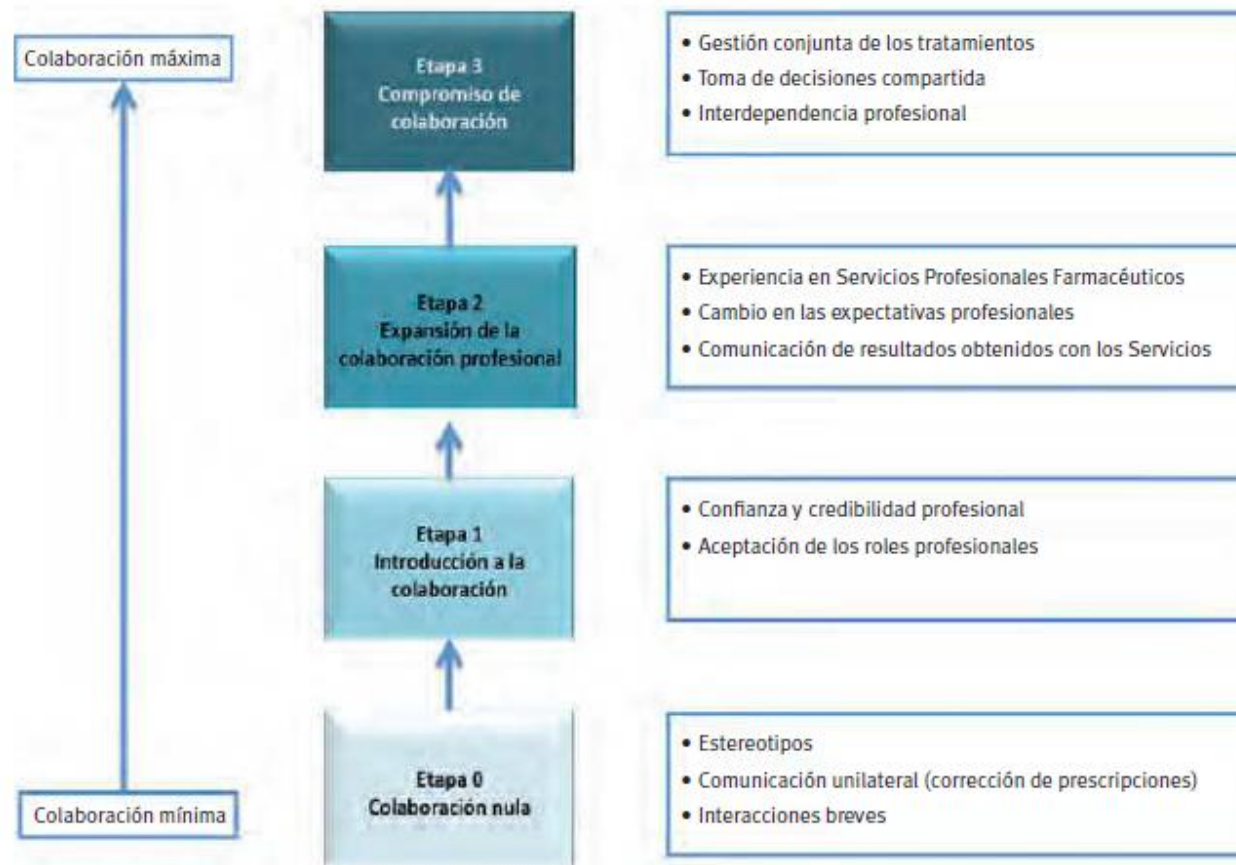 Colaboración máxima
Etapa 3
Compromiso de
colaboración
• Gestión conjunta de los tratamientos
• Toma de decisiones compartida
• Interdependencia profesional
Etapa 2
Expansión de la
colaboración profesional
• Experiencia en Servicios Profesionales Farmacéuticos
• Cambio en las expectativas profesionales
• Comunicación de resultados obtenidos con los Servicios
Etapa 1
Introducción a la
colaboración
• Confianza y credibilidad profesional
• Aceptación de los roles profesionales
Colaboración mínima
Etapa 0
Colaboración nula
• Estereotipos
• Comunicación unilateral (corrección de prescripciones)
• Interacciones breves